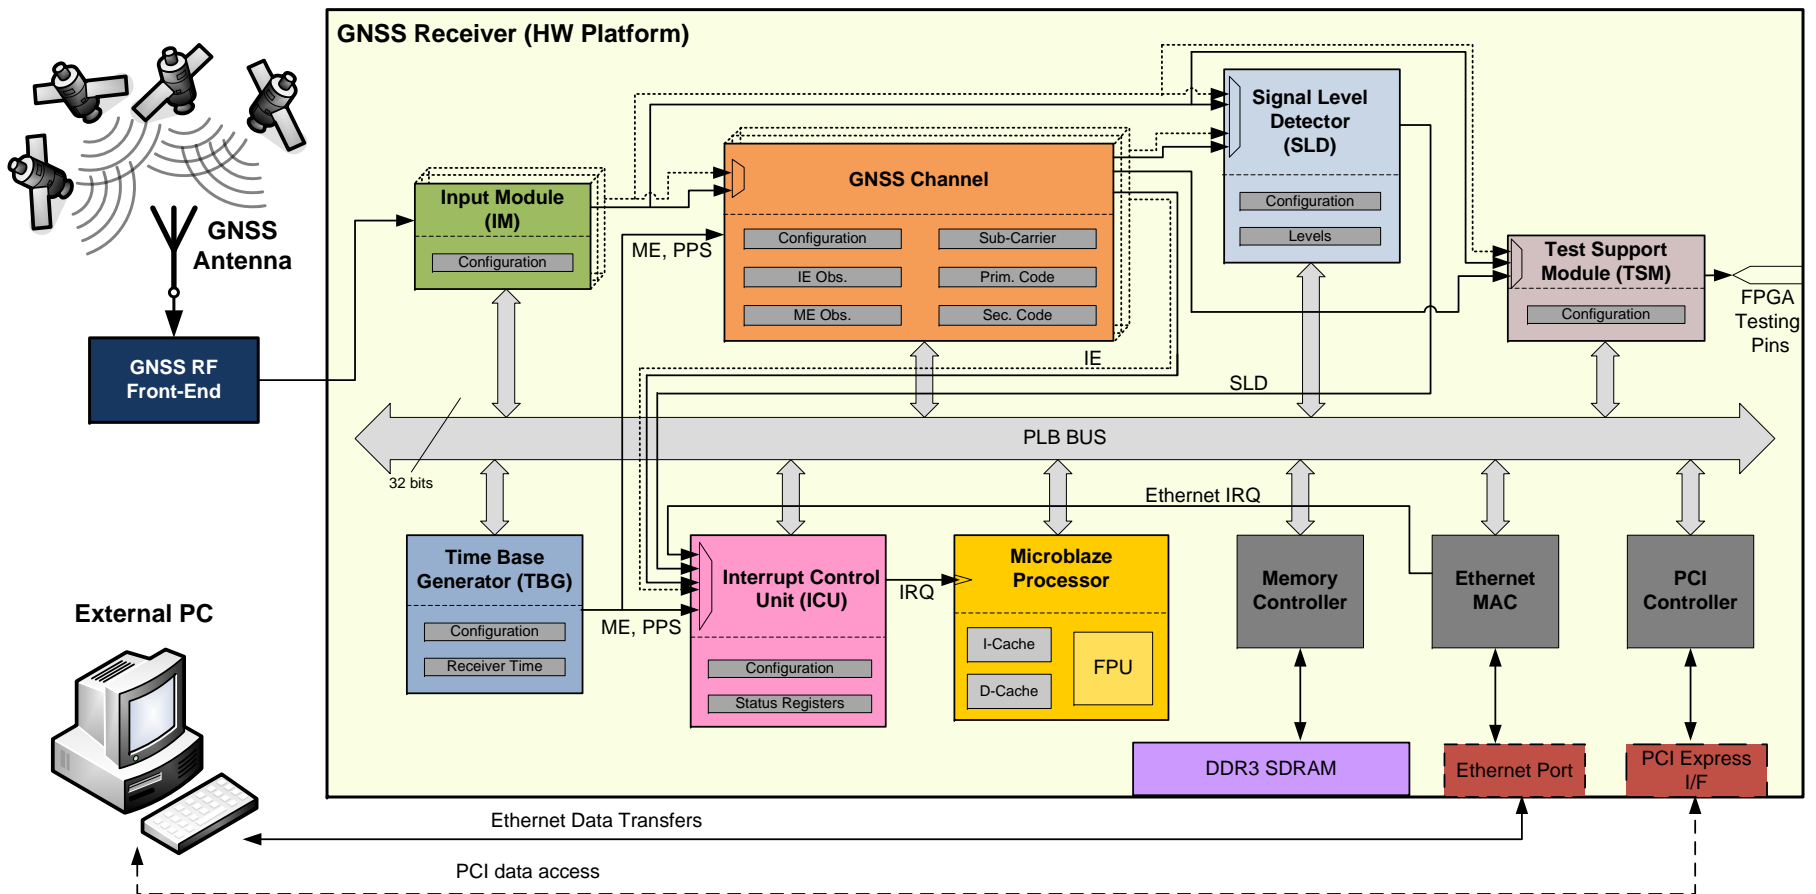 GNSS Receiver (HW Platform)
GNSS
Antenna
GNSS RF
Front-End
Input Module
(IM)
Configuration
ME, PPS
GNSS Channel
Configuration
Sub-Carrier
IE Obs.
Prim. Code
ME Obs.
Sec. Code
IE
Signal Level
Detector
(SLD)
Configuration
Levels
SLD
Test Support
Module (TSM)
Configuration
FPGA
Testing
Pins
PLB BUS
32 bits
Ethernet IRQ
Time Base
Generator (TBG)
Configuration
Receiver Time
ME, PPS
Interrupt Control
Unit (ICU)
Configuration
Status Registers
IRQ
Microblaze
Processor
I-Cache
D-Cache
FPU
Memory
Controller
Ethernet
MAC
PCI
Controller
DDR3 SDRAM
Ethernet Port
PCI Express
I/F
External PC
Ethernet Data Transfers
PCI data access